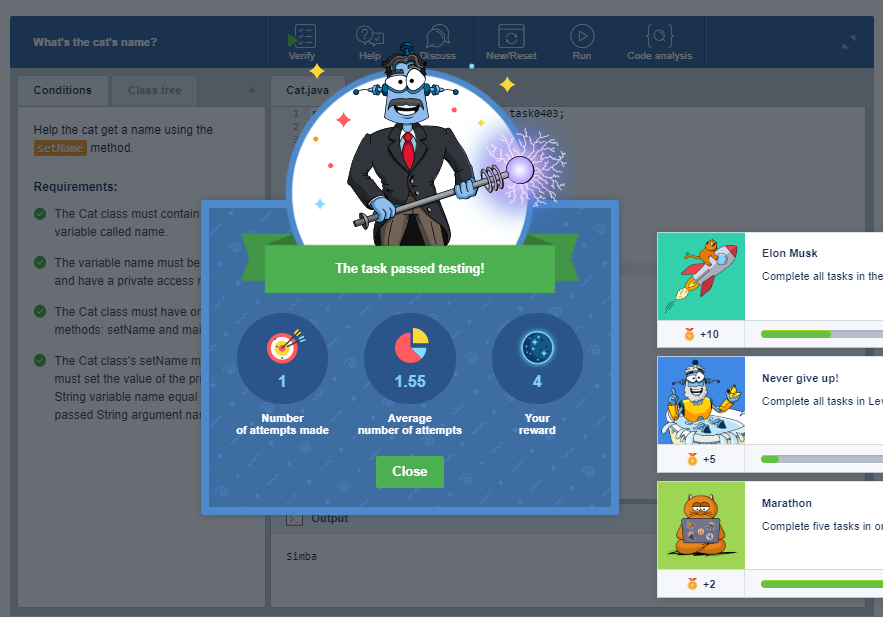 What's the cat's name?
Verify
Help
Discuss
New/Reset
Run
Code analysis
Conditions
Class tree
Cat.java
Help the cat get a name using the
setName method.
Requirements:
The Cat class must contain
variable called name.
The variable name must be
and have a private access
The Cat class must have
methods: setName and
The Cat class's setName
must set the value of the
String variable name equal
passed String argument
1
task0403;
2
The task passed testing!
1
1.55
4
Number
of attempts made
Average
number of attempts
Your
reward
Close
Output
Simba
Elon Musk
Complete all tasks in the
+10
Never give up!
Complete all tasks in
+5
Marathon
Complete five tasks in
+2